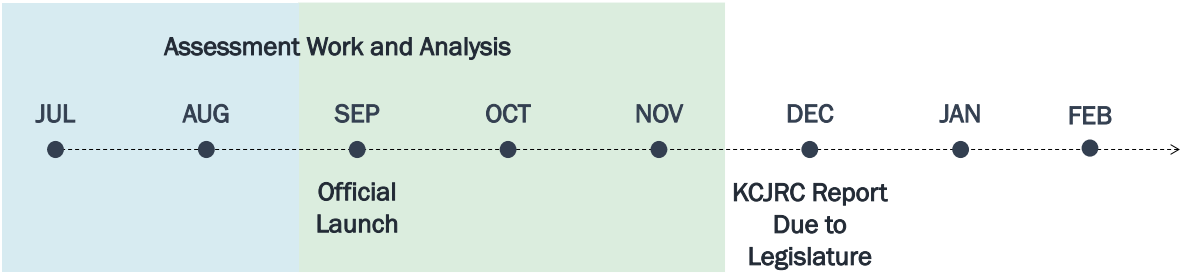 Assessment Work and Analysis
JUL AUG SEP OCT NOV DEC JAN FEB
Official
Launch
KCJRC Report
Due to
Legislature